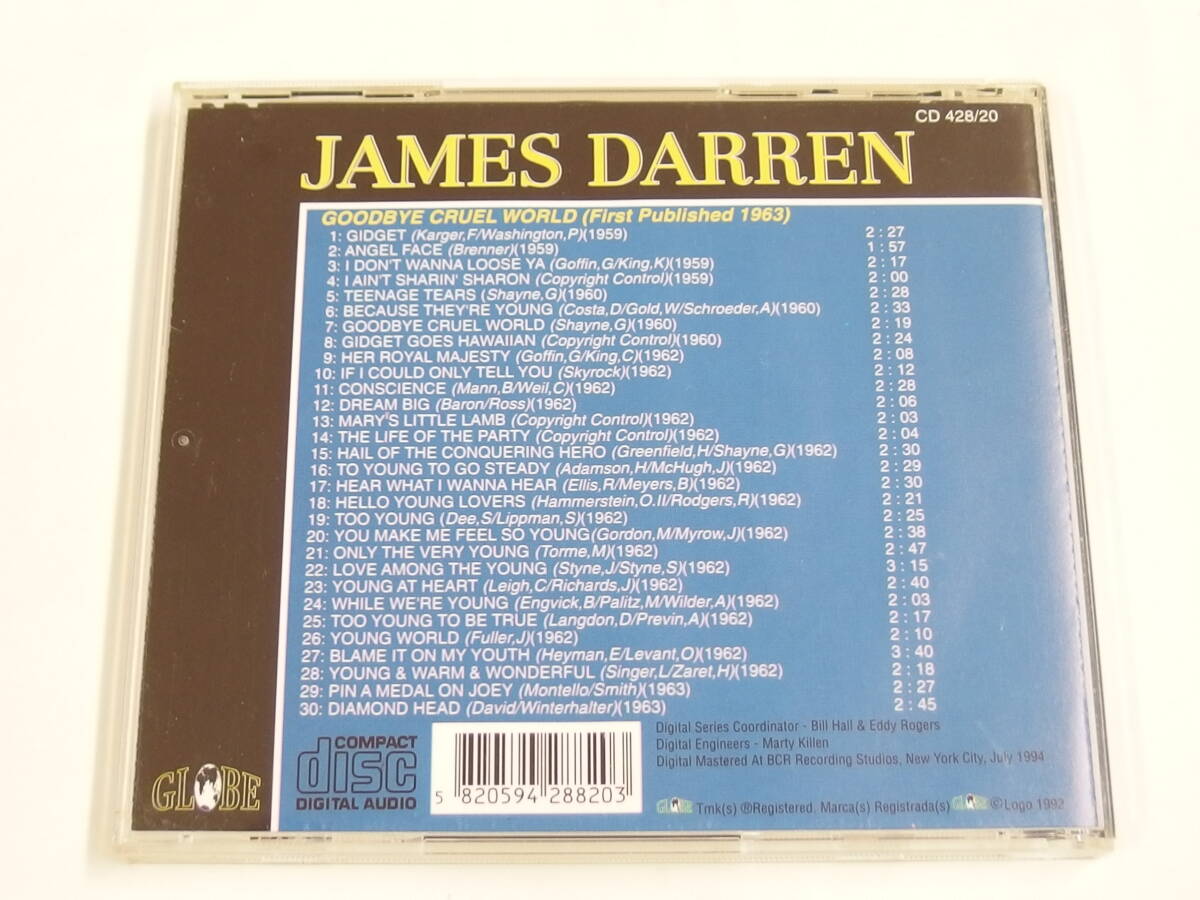 CD 428/20
JAMES DARREN
GOODBYE CRUEL WORLD (First Published 1963)
1: GIDGET (Karger,F/Washington,P)(1959) 2 : 27
2: ANGEL FACE (Brenner)(1959) 1 : 57
3: I DON'T WANNA LOOSE YA (Goffin,G/King,K)(1959) 2 : 17
4: I AIN'T SHARIN' SHARON (Copyright Control)(1959) 2 : 00
5: TEENAGE TEARS (Shayne,G)(1960) 2 : 28
6: BECAUSE THEY'RE YOUNG (Costa,D/Gold,W/Schroeder,A)(1960) 2 : 33
7: GOODBYE CRUEL WORLD (Shayne,G)(1960) 2 : 19
8: GIDGET GOES HAWAIIAN (Copyright Control)(1960) 2 : 24
9: HER ROYAL MAJESTY (Goffin,G/King,C)(1962) 2 : 08
10: IF I COULD ONLY TELL YOU (Skyrock)(1962) 2 : 12
11: CONSCIENCE (Mann,B/Weil,C)(1962) 2 : 28
12: DREAM BIG (Baron/Ross)(1962) 2 : 06
13: MARY'S LITTLE LAMB (Copyright Control)(1962) 2 : 03
14: THE LIFE OF THE PARTY (Copyright Control)(1962) 2 : 04
15: HAIL OF THE CONQUERING HERO (Greenfield,H/Shayne,G)(1962) 2 : 30
16: TO YOUNG TO GO STEADY (Adamson,H/McHugh,J)(1962) 2 : 29
17: HEAR WHAT I WANNA HEAR (Ellis,R/Meyers,B)(1962) 2 : 30
18: HELLO YOUNG LOVERS (Hammerstein,O.II/Rodgers,R)(1962) 2 : 21
19: TOO YOUNG (Dee,S/Lippman,S)(1962) 2 : 25
20: YOU MAKE ME FEEL SO YOUNG(Gordon,M/Myrow,J)(1962) 2 : 38
21: ONLY THE VERY YOUNG (Torme,M)(1962) 2 : 47
22: LOVE AMONG THE YOUNG (Styne,J/Styne,S)(1962) 3 : 15
23: YOUNG AT HEART (Leigh,C/Richards,J)(1962) 2 : 40
24: WHILE WE'RE YOUNG (Engvick,B/Palitz,M/Wilder,A)(1962) 2 : 03
25: TOO YOUNG TO BE TRUE (Langdon,D/Previn,A)(1962) 2 : 17
26: YOUNG WORLD (Fuller,J)(1962) 2 : 10
27: BLAME IT ON MY YOUTH (Heyman,E/Levant,O)(1962) 3 : 40
28: YOUNG & WARM & WONDERFUL (Singer,L/Zaret,H)(1962) 2 : 18
29: PIN A MEDAL ON JOEY (Montello/Smith)(1963) 2 : 27
30: DIAMOND HEAD (David/Winterhalter)(1963) 2 : 45
GLOBE
COMPACT
disc
DIGITAL AUDIO
5 820594 288203
Digital Series Coordinator - Bill Hall & Eddy Rogers
Digital Engineers - Marty Killen
Digital Mastered At BCR Recording Studios, New York City, July 1994
GLOBE Tmk(s) ®Registered. Marca(s) Registrada(s) GLOBE ©Logo 1992